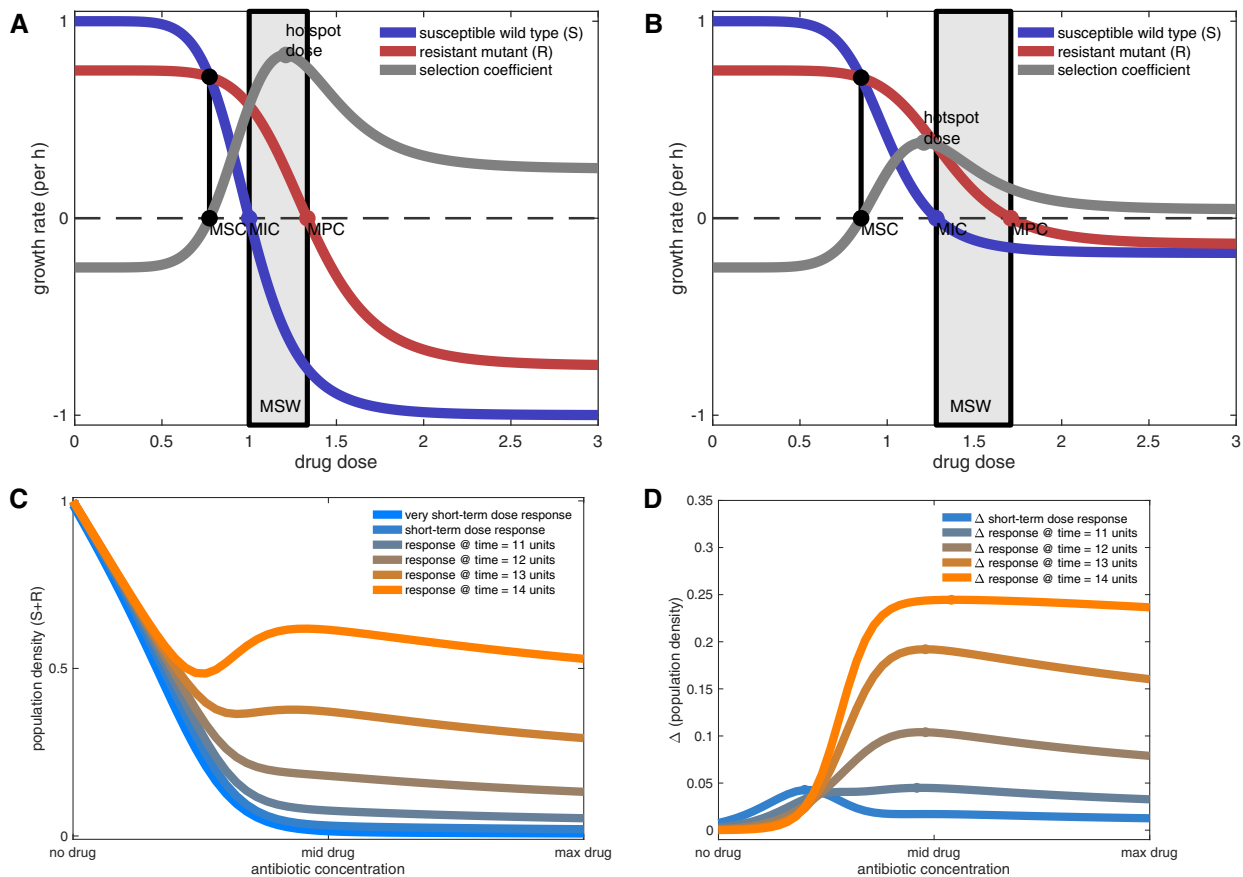 A
1
0
-1
growth rate (per h)
hotspot
dose
susceptible wild type (S)
resistant mutant (R)
selection coefficient
MSC
MIC
MPC
MSW
0
0.5
1
1.5
2
2.5
3
drug dose
B
1
0
-1
growth rate (per h)
susceptible wild type (S)
resistant mutant (R)
selection coefficient
hotspot
dose
MSC
MIC
MPC
MSW
0
0.5
1
1.5
2
2.5
3
drug dose
C
1
0.5
0
population density (S+R)
very short-term dose response
short-term dose response
response @ time = 11 units
response @ time = 12 units
response @ time = 13 units
response @ time = 14 units
no drug
mid drug
max drug
antibiotic concentration
D
0.35
0.3
0.25
0.2
0.15
0.1
0.05
0
Δ (population density)
Δ short-term dose response
Δ response @ time = 11 units
Δ response @ time = 12 units
Δ response @ time = 13 units
Δ response @ time = 14 units
no drug
mid drug
max drug
antibiotic concentration